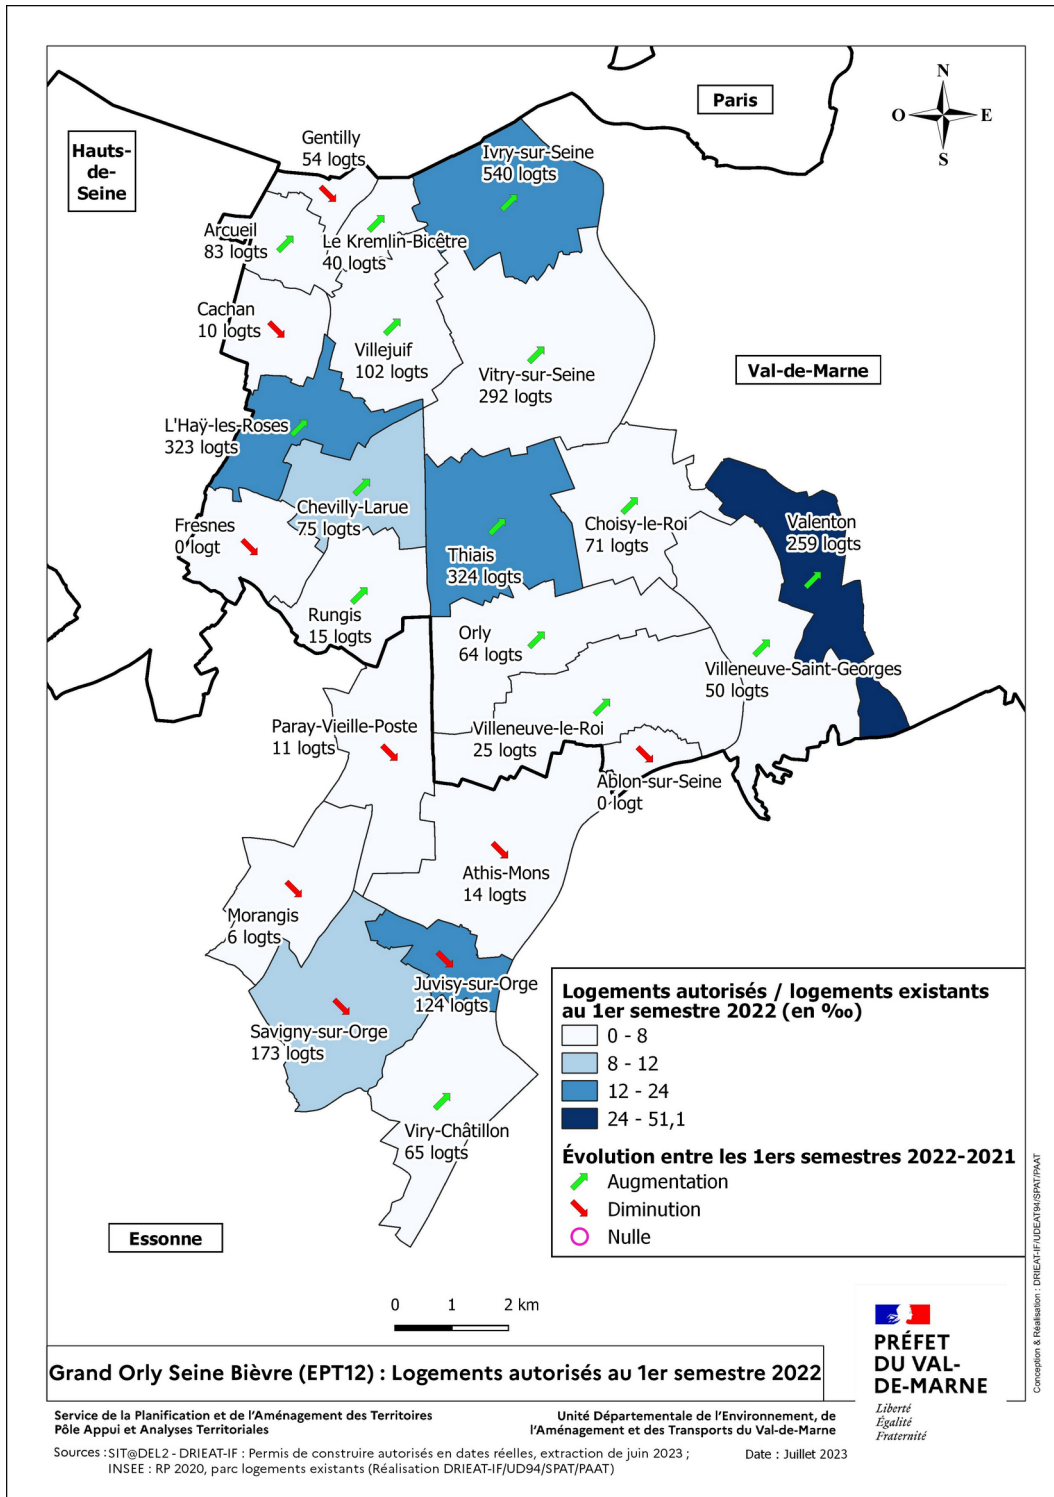 N
O
E
S
Paris
Hauts-
de-
Seine
Gentilly
54 logts
Ivry-sur-Seine
540 logts
Arcueil
83 logts
Le Kremlin-Bicêtre
40 logts
Cachan
10 logts
Villejuif
102 logts
Vitry-sur-Seine
292 logts
Val-de-Marne
L'Haÿ-les-Roses
323 logts
Chevilly-Larue
75 logts
Fresnes
0 logt
Thiais
324 logts
Choisy-le-Roi
71 logts
Valenton
259 logts
Rungis
15 logts
Orly
64 logts
Villeneuve-Saint-Georges
50 logts
Paray-Vieille-Poste
11 logts
Villeneuve-le-Roi
25 logts
Ablon-sur-Seine
0 logt
Athis-Mons
14 logts
Morangis
6 logts
Juvisy-sur-Orge
124 logts
Savigny-sur-Orge
173 logts
Viry-Châtillon
65 logts
Essonne
Logements autorisés / logements existants
au 1er semestre 2022 (en ‰)
0 - 8
8 - 12
12 - 24
24 - 51,1
Évolution entre les 1ers semestres 2022-2021
Augmentation
Diminution
Nulle
0 1 2 km
Conception & Réalisation : DRIEAT-IF/UDEAT94/SPAT/PAAT
Grand Orly Seine Bièvre (EPT12) : Logements autorisés au 1er semestre 2022
PRÉFET
DU VAL-
DE-MARNE
Liberté
Égalité
Fraternité
Service de la Planification et de l'Aménagement des Territoires
Pôle Appui et Analyses Territoriales
Unité Départementale de l'Environnement, de
l'Aménagement et des Transports du Val-de-Marne
Sources : SIT@DEL2 - DRIEAT-IF : Permis de construire autorisés en dates réelles, extraction de juin 2023 ;
INSEE : RP 2020, parc logements existants (Réalisation DRIEAT-IF/UD94/SPAT/PAAT)
Date : Juillet 2023